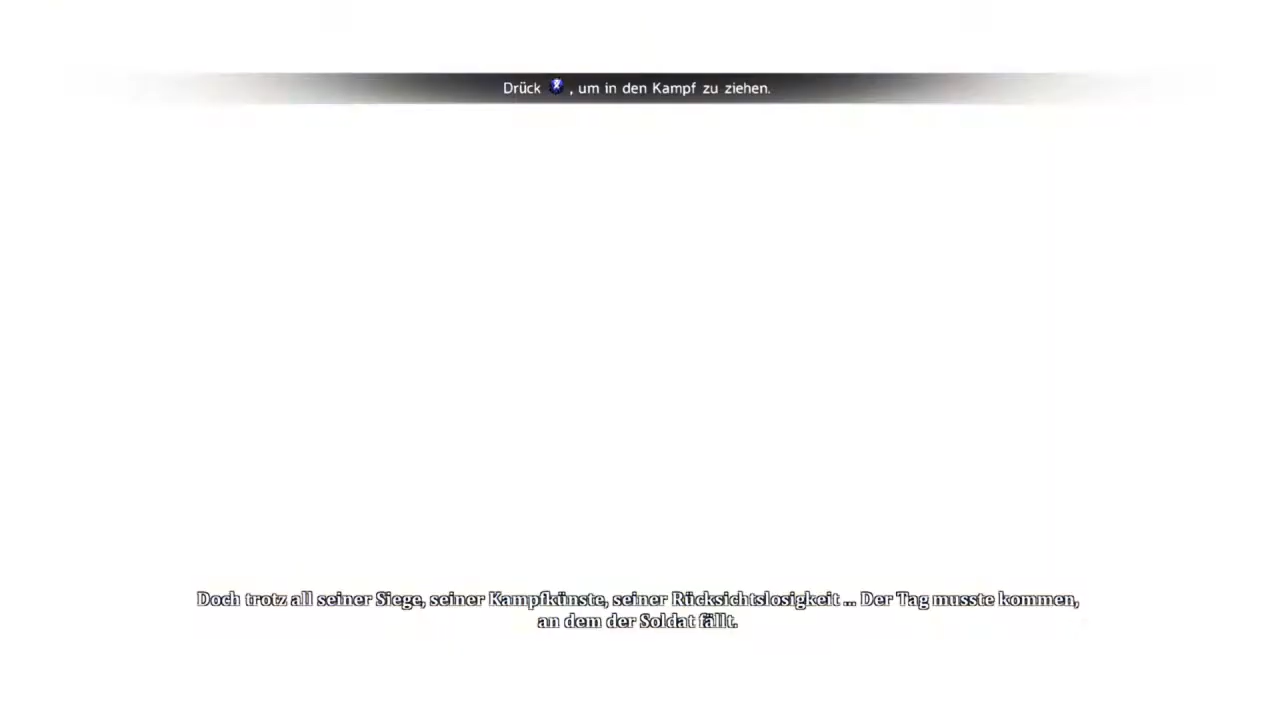 Drück X , um in den Kampf zu ziehen.
Doch trotz all seiner Siege, seiner Kampfkünste, seiner Rücksichtslosigkeit ... Der Tag musste kommen,
an dem der Soldat fällt.